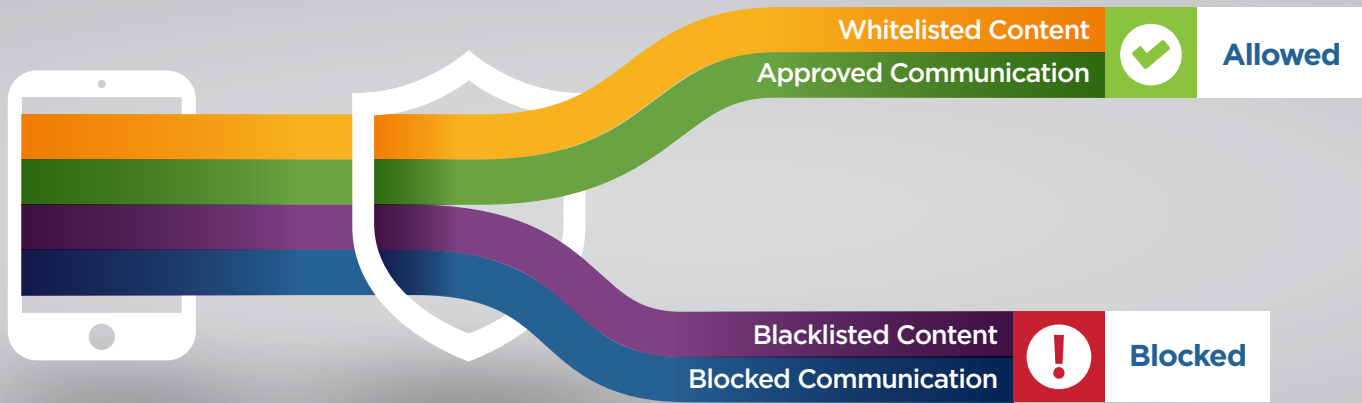 Whitelisted Content
Approved Communication
Allowed
Blacklisted Content
Blocked Communication
Blocked